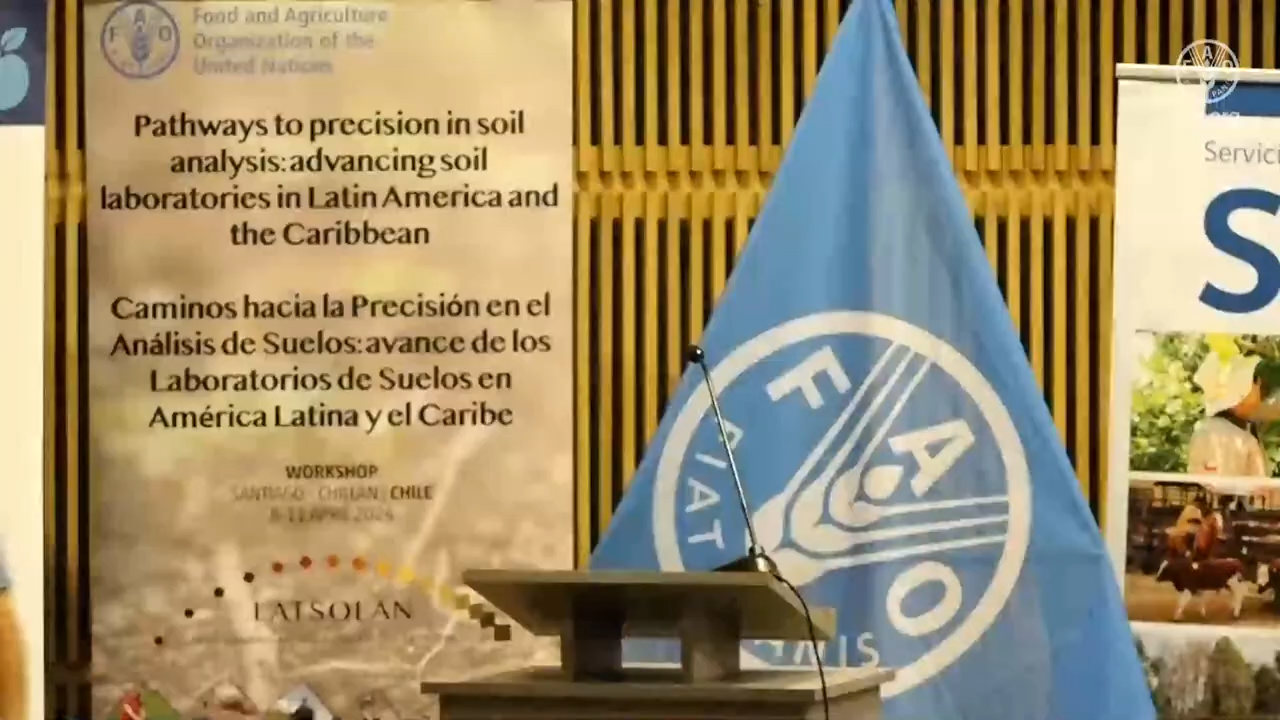 F A O
Food and Agriculture
Organization of the
United Nations
Pathways to precision in soil
analysis: advancing soil
laboratories in Latin America and
the Caribbean
Caminos hacia la Precisión en el
Análisis de Suelos: avance de los
Laboratorios de Suelos en
América Latina y el Caribe
WORKSHOP
SANTIAGO - CHILLAN, CHILE
LATSOLAN
F A O
FIAT
PANIS
Servici
S